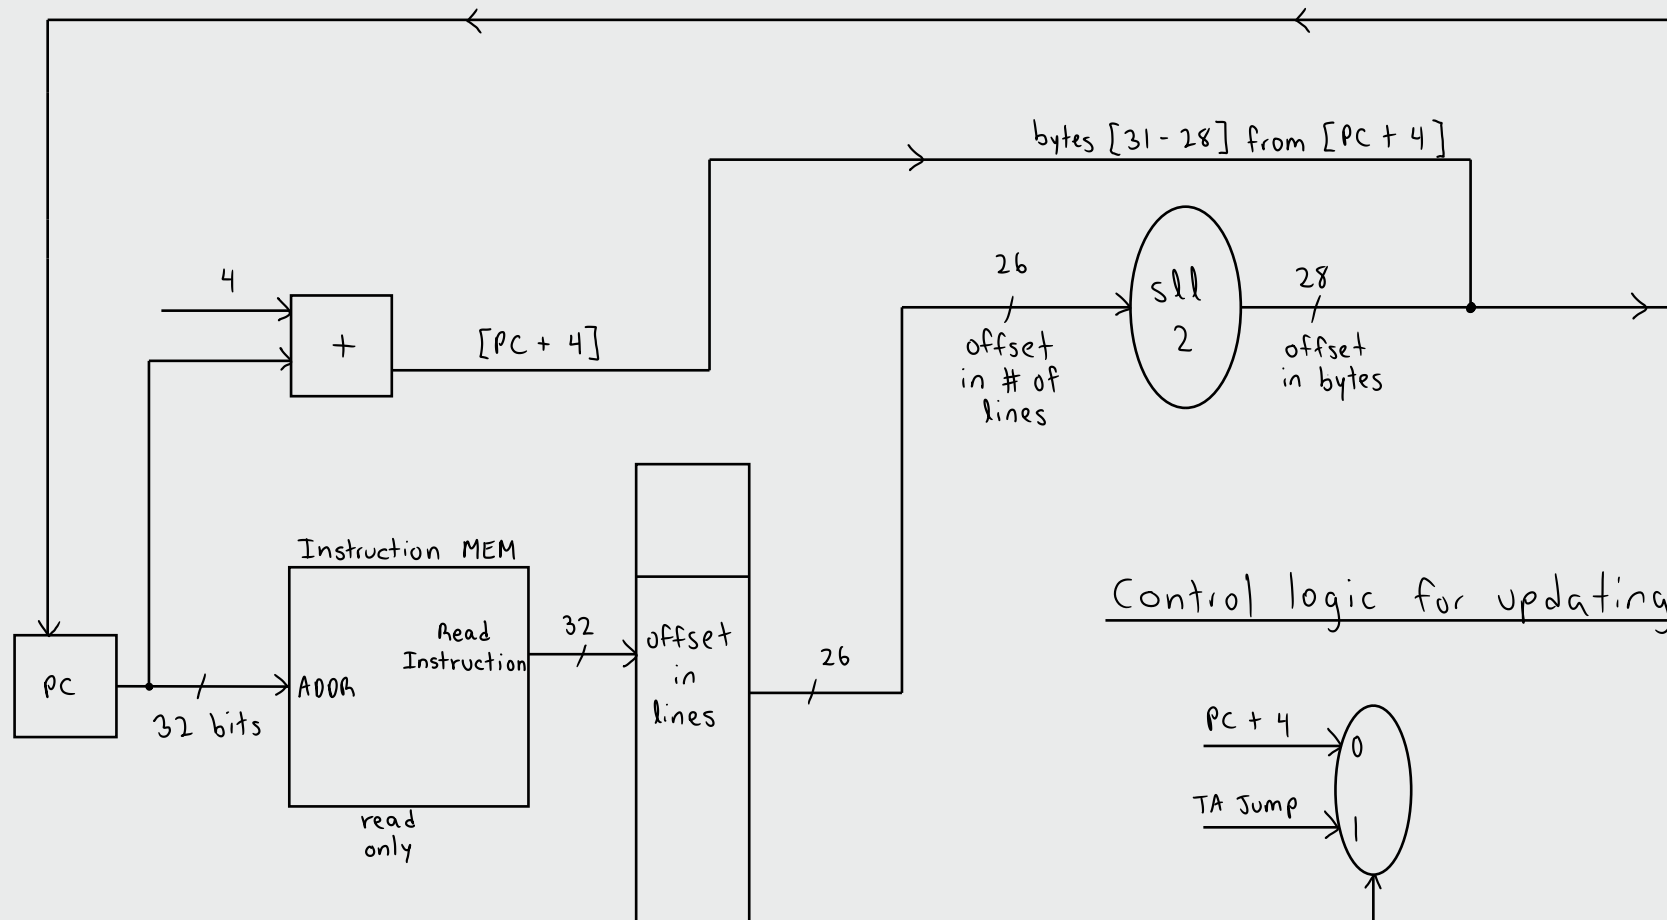 bytes [31 - 28] from [PC + 4]
4
+
[PC + 4]
26
offset
in # of
lines
sll
2
28
offset
in bytes
Instruction MEM
Read
Instruction
ADDR
read
only
PC
32 bits
32
offset
in
lines
26
Control logic for updating
PC + 4
0
TA Jump
1